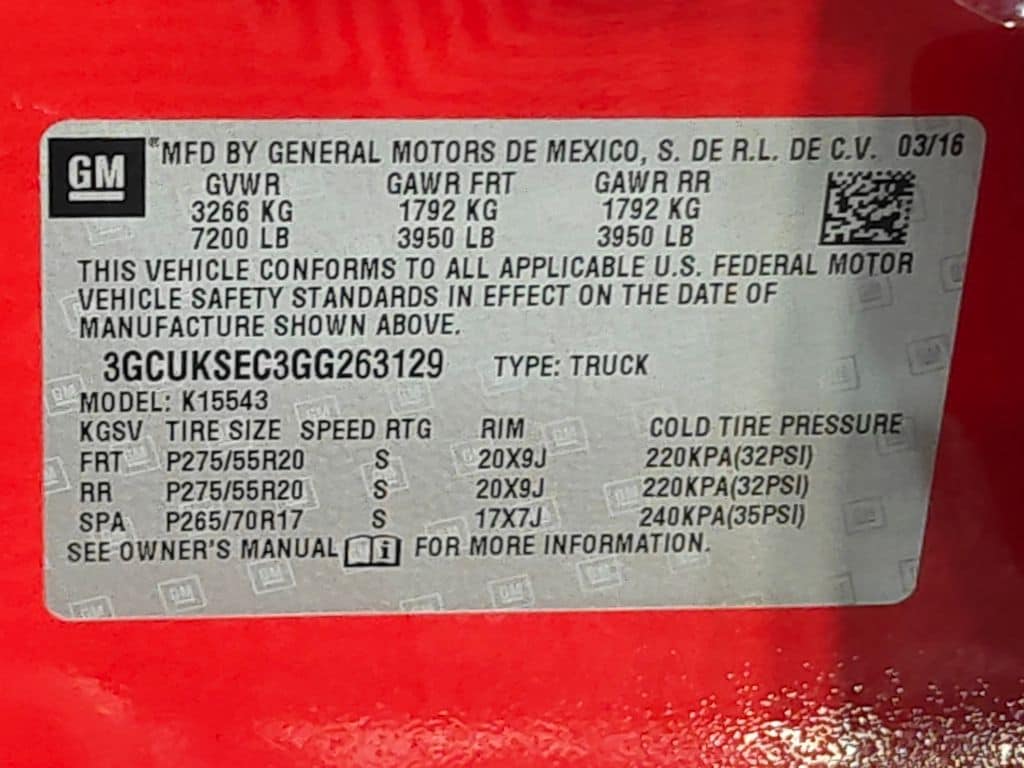 GM ®MFD BY GENERAL MOTORS DE MEXICO, S. DE R.L. DE C.V. 03/16
GVWR GAWR FRT GAWR RR
3266 KG 1792 KG 1792 KG
7200 LB 3950 LB 3950 LB
THIS VEHICLE CONFORMS TO ALL APPLICABLE U.S. FEDERAL MOTOR
VEHICLE SAFETY STANDARDS IN EFFECT ON THE DATE OF
MANUFACTURE SHOWN ABOVE.
3GCUKSEC3GG263129 TYPE: TRUCK
MODEL: K15543
KGSV TIRE SIZE SPEED RTG RIM COLD TIRE PRESSURE
FRT P275/55R20 S 20X9J 220KPA(32PSI)
RR P275/55R20 S 20X9J 220KPA(32PSI)
SPA P265/70R17 S 17X7J 240KPA(35PSI)
SEE OWNER'S MANUAL i FOR MORE INFORMATION.